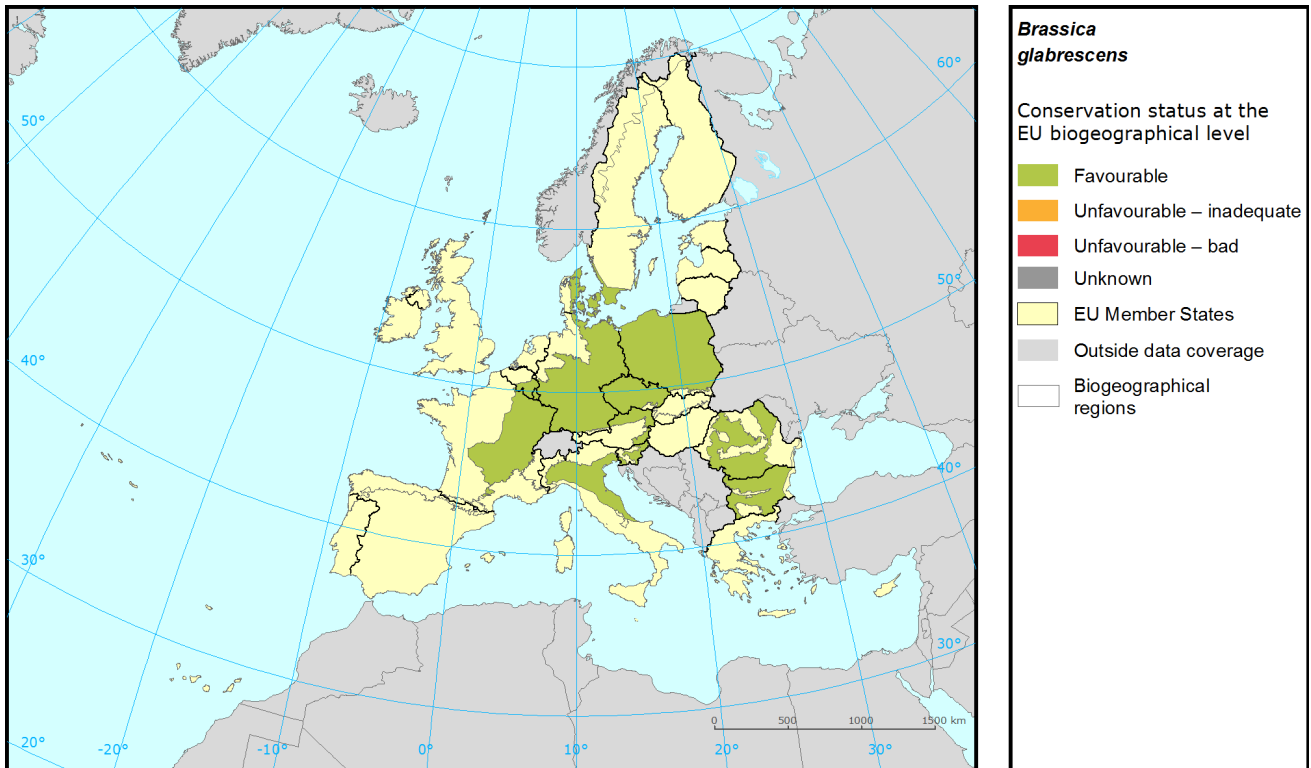 Brassica
glabrescens
Conservation status at the
EU biogeographical level
Favourable
Unfavourable – inadequate
Unfavourable – bad
Unknown
EU Member States
Outside data coverage
Biogeographical
regions
60°
50°
50°
40°
40°
30°
30°
0 500 1000 1500 km
20° -20° -10° 0° 10° 20° 30°